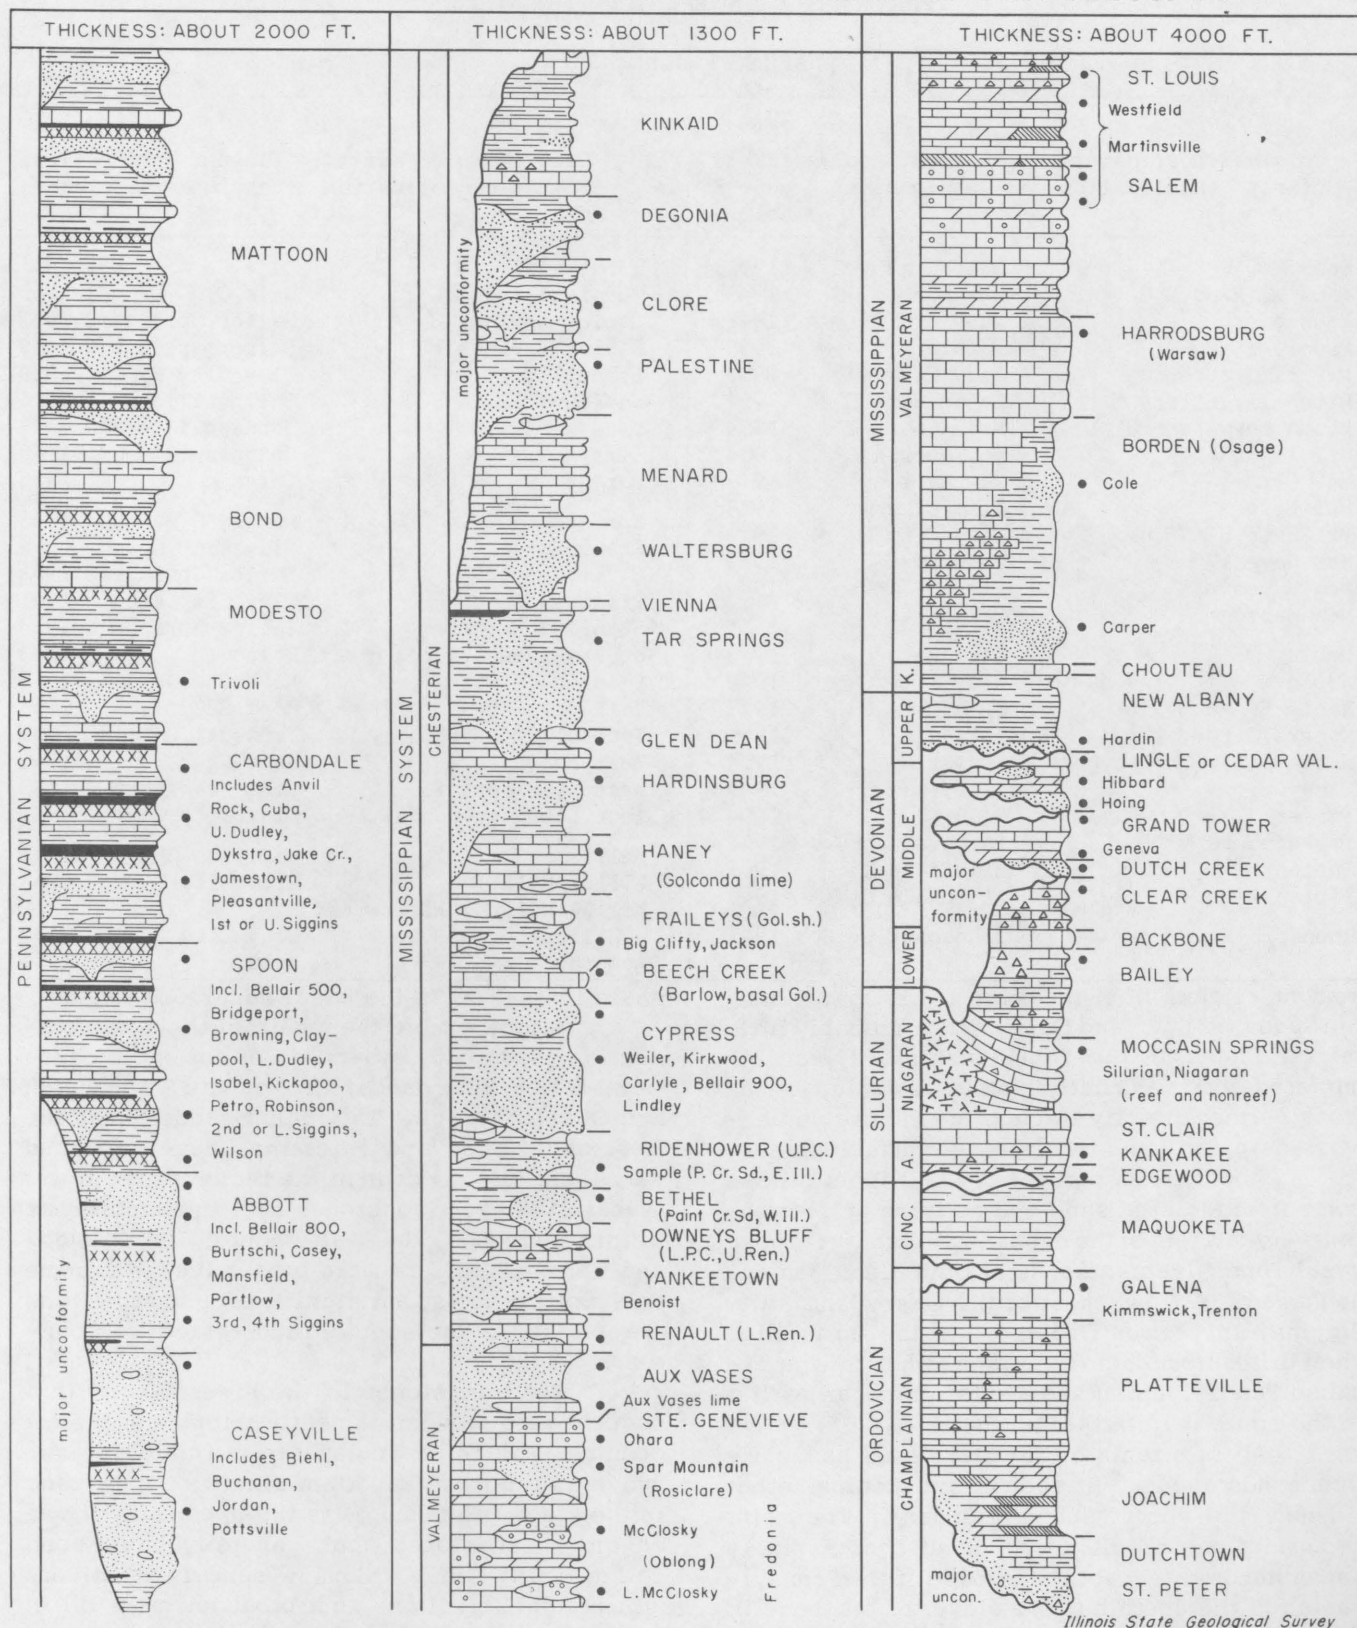 THICKNESS: ABOUT 2000 FT.
PENNSYLVANIAN SYSTEM
MATTOON
BOND
MODESTO
Trivoli
CARBONDALE
Includes Anvil
Rock, Cuba,
U. Dudley,
Dykstra, Jake Cr.,
Jamestown,
Pleasantville,
1st or U. Siggins
SPOON
Incl. Bellair 500,
Bridgeport,
Browning, Clay-
pool, L. Dudley,
Isabel, Kickapoo,
Petro, Robinson,
2nd or L. Siggins,
Wilson
ABBOTT
Incl. Bellair 800,
Burtschi, Casey,
Mansfield,
Partlow,
3rd, 4th Siggins
major unconformity
CASEYVILLE
Includes Biehl,
Buchanan,
Jordan,
Pottsville
THICKNESS: ABOUT 1300 FT.
MISSISSIPPIAN SYSTEM
CHESTERIAN
major unconformity
KINKAID
DEGONIA
CLORE
PALESTINE
MENARD
WALTERSBURG
VIENNA
TAR SPRINGS
GLEN DEAN
HARDINSBURG
HANEY
(Golconda lime)
FRAILEYS (Gol. sh.)
Big Clifty, Jackson
BEECH CREEK
(Barlow, basal Gol.)
CYPRESS
Weiler, Kirkwood,
Carlyle, Bellair 900,
Lindley
RIDENHOWER (U.P.C.)
Sample (P. Cr. Sd., E. Ill.)
BETHEL
(Paint Cr. Sd, W. Ill.)
DOWNEYS BLUFF
(L.P.C., U. Ren.)
YANKEETOWN
Benoist
RENAULT (L. Ren.)
VALMEYERAN
AUX VASES
Aux Vases lime
STE. GENEVIEVE
Ohara
Spar Mountain
(Rosiclare)
McClosky
(Oblong)
L. McClosky
Fredonia
THICKNESS: ABOUT 4000 FT.
MISSISSIPPIAN
VALMEYERAN
ST. LOUIS
Westfield
Martinsville
SALEM
HARRODSBURG
(Warsaw)
BORDEN (Osage)
Cole
Carper
K.
CHOUTEAU
DEVONIAN
UPPER
NEW ALBANY
Hardin
MIDDLE
LINGLE or CEDAR VAL.
Hibbard
Hoing
GRAND TOWER
Geneva
DUTCH CREEK
major
uncon-
formity
CLEAR CREEK
LOWER
BACKBONE
BAILEY
SILURIAN
NIAGARAN
MOCCASIN SPRINGS
Silurian, Niagaran
(reef and nonreef)
ST. CLAIR
A.
KANKAKEE
EDGEWOOD
ORDOVICIAN
CINC.
MAQUOKETA
CHAMPLAINIAN
GALENA
Kimmswick, Trenton
PLATTEVILLE
JOACHIM
DUTCHTOWN
major
uncon.
ST. PETER
Illinois State Geological Survey